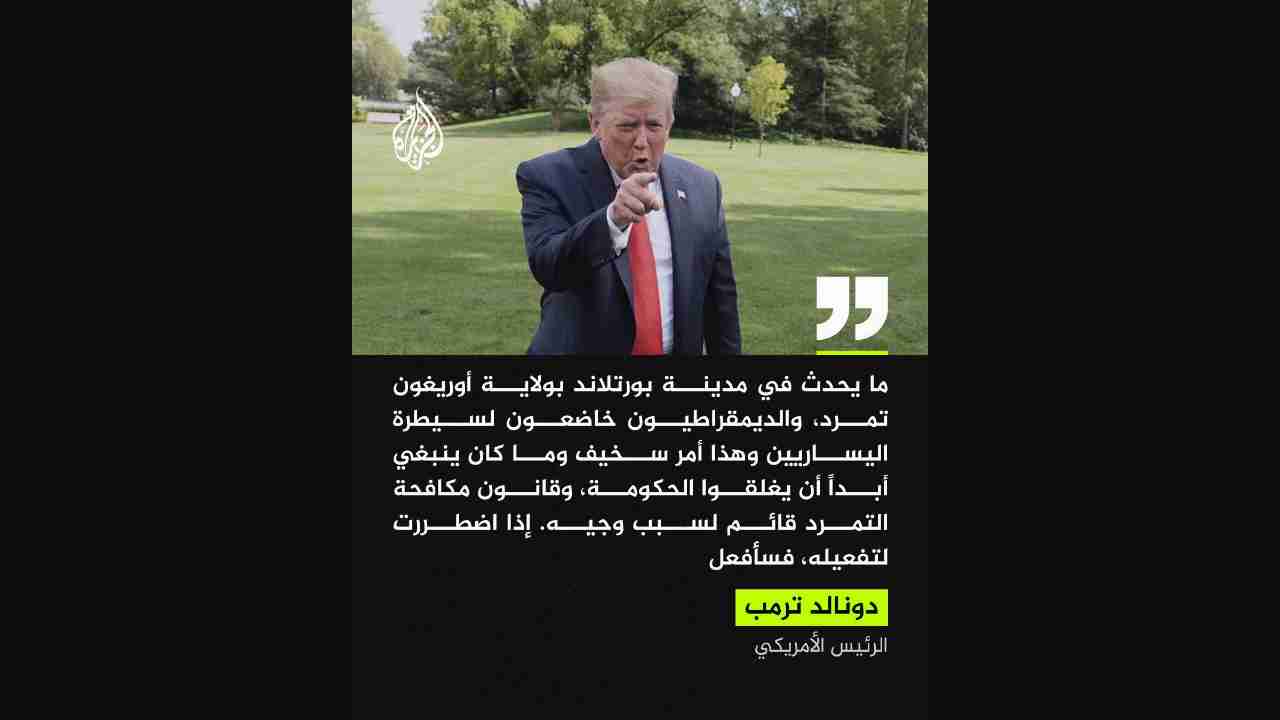 الجزيرة
ما يحدث في مدينة بورتلاند بولاية أوريغون
تمرد، والديمقراطيون خاضعون لسيطرة
اليساريين وهذا أمر سخيف وما كان ينبغي
أبداً أن يغلقوا الحكومة، وقانون مكافحة
التمرد قائم لسبب وجيه. إذا اضطررت
لتفعيله، فسأفعل
دونالد ترمب
الرئيس الأمريكي